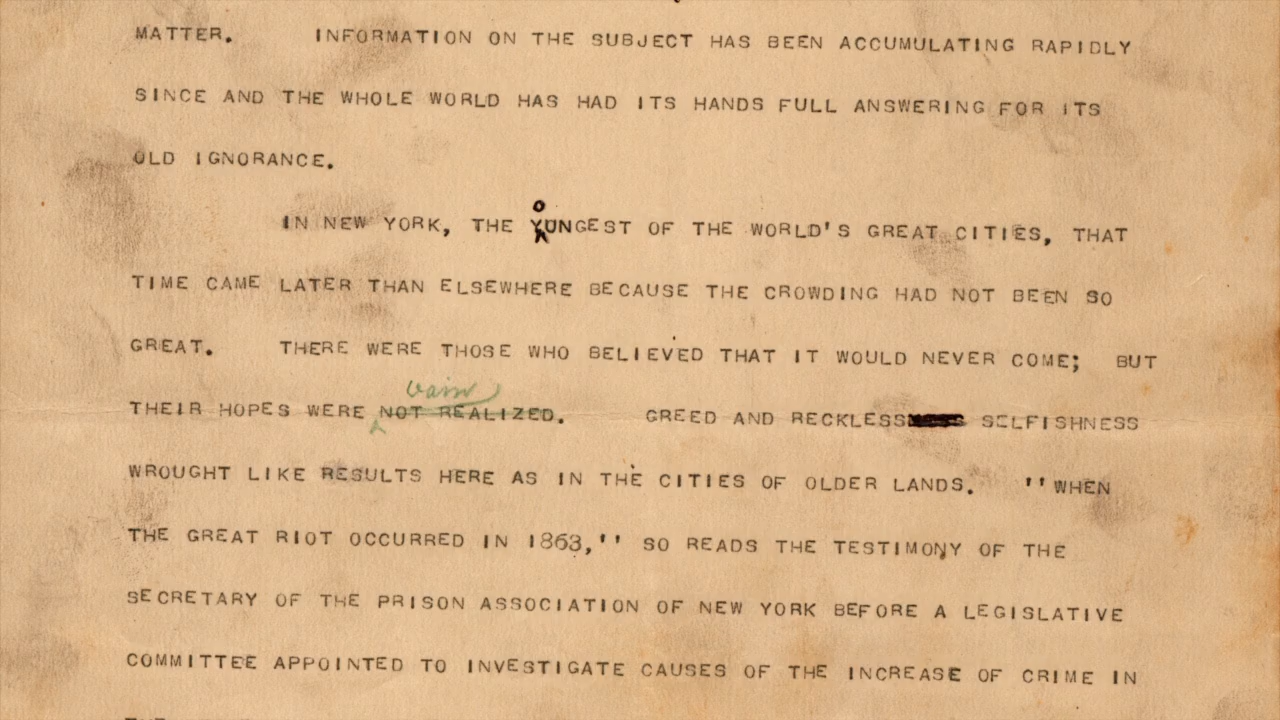 MATTER. INFORMATION ON THE SUBJECT HAS BEEN ACCUMULATING RAPIDLY
SINCE AND THE WHOLE WORLD HAS HAD ITS HANDS FULL ANSWERING FOR ITS
OLD IGNORANCE.
o
IN NEW YORK, THE YUNGEST OF THE WORLD'S GREAT CITIES, THAT
TIME CAME LATER THAN ELSEWHERE BECAUSE THE CROWDING HAD NOT BEEN SO
GREAT. THERE WERE THOSE WHO BELIEVED THAT IT WOULD NEVER COME; BUT
vain
THEIR HOPES WERE NOT REALIZED. GREED AND RECKLESS SELFISHNESS
WROUGHT LIKE RESULTS HERE AS IN THE CITIES OF OLDER LANDS. "WHEN
THE GREAT RIOT OCCURRED IN 1863," SO READS THE TESTIMONY OF THE
SECRETARY OF THE PRISON ASSOCIATION OF NEW YORK BEFORE A LEGISLATIVE
COMMITTEE APPOINTED TO INVESTIGATE CAUSES OF THE INCREASE OF CRIME IN